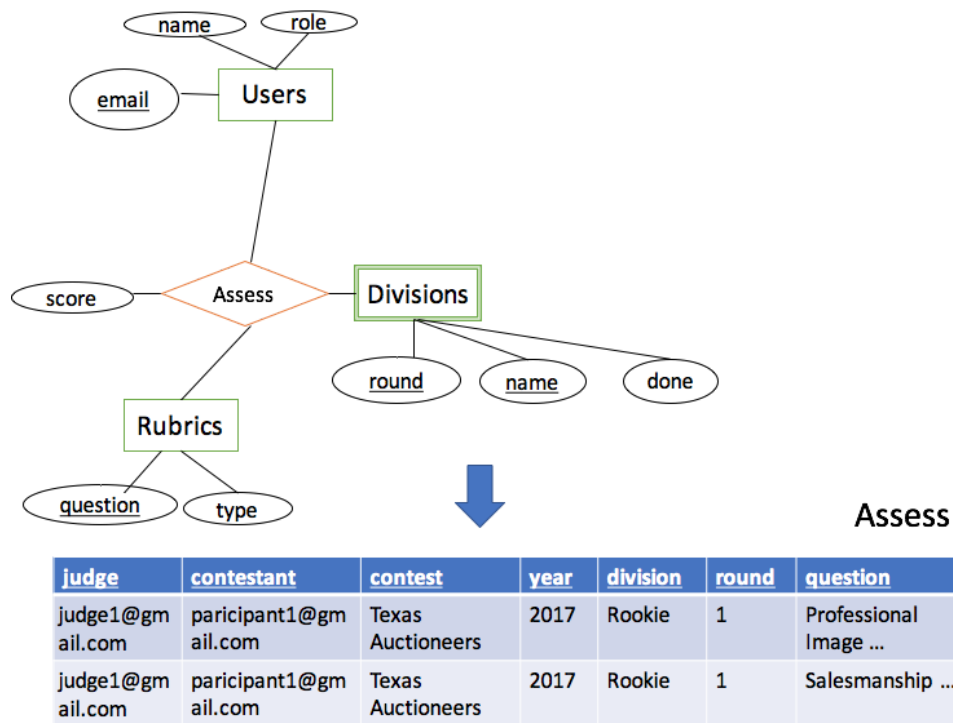 name
role
email
Users
score
Assess
Divisions
round
name
done
Rubrics
question
type
Assess
judge contestant contest year division round question
judge1@gm paricipant1@gm Texas 2017 Rookie 1 Professional
ail.com ail.com Auctioneers Image ...
judge1@gm paricipant1@gm Texas 2017 Rookie 1 Salesmanship ...
ail.com ail.com Auctioneers